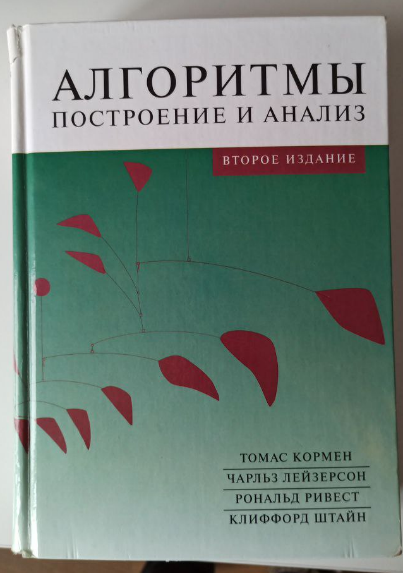 АЛГОРИТМЫ
ПОСТРОЕНИЕ И АНАЛИЗ
ВТОРОЕ ИЗДАНИЕ
ТОМАС КОРМЕН
ЧАРЛЬЗ ЛЕЙЗЕРСОН
РОНАЛЬД РИВЕСТ
КЛИФФОРД ШТАЙН